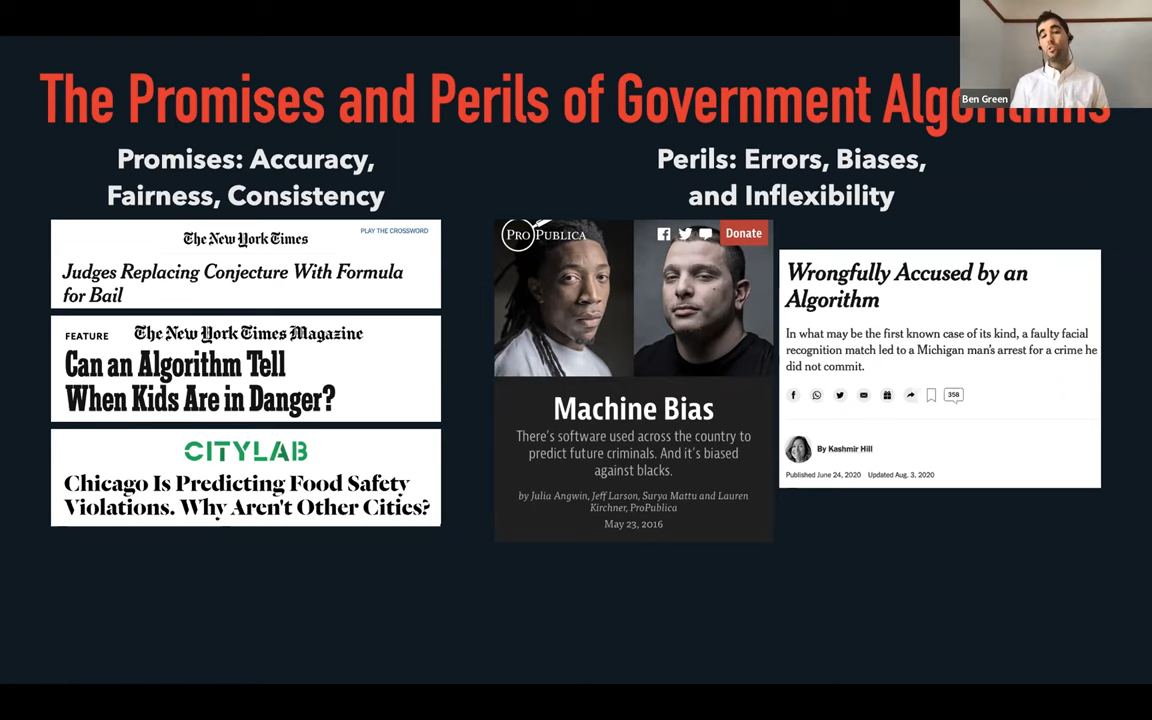 The Promises and Perils of Government Algorithms
Ben Green
Promises: Accuracy,
Fairness, Consistency
The New York Times
PLAY THE CROSSWORD
Judges Replacing Conjecture With Formula
for Bail
FEATURE
The New York Times Magazine
Can an Algorithm Tell
When Kids Are in Danger?
CITYLAB
Chicago Is Predicting Food Safety
Violations. Why Aren't Other Cities?
Perils: Errors, Biases,
and Inflexibility
PROPUBLICA
Donate
Machine Bias
There's software used across the country to
predict future criminals. And it's biased
against blacks.
by Julia Angwin, Jeff Larson, Surya Mattu and Lauren
Kirchner, ProPublica
May 23, 2016
Wrongfully Accused by an
Algorithm
In what may be the first known case of its kind, a faulty facial
recognition match led to a Michigan man's arrest for a crime he
did not commit.
358
By Kashmir Hill
Published June 24, 2020 Updated Aug. 3, 2020